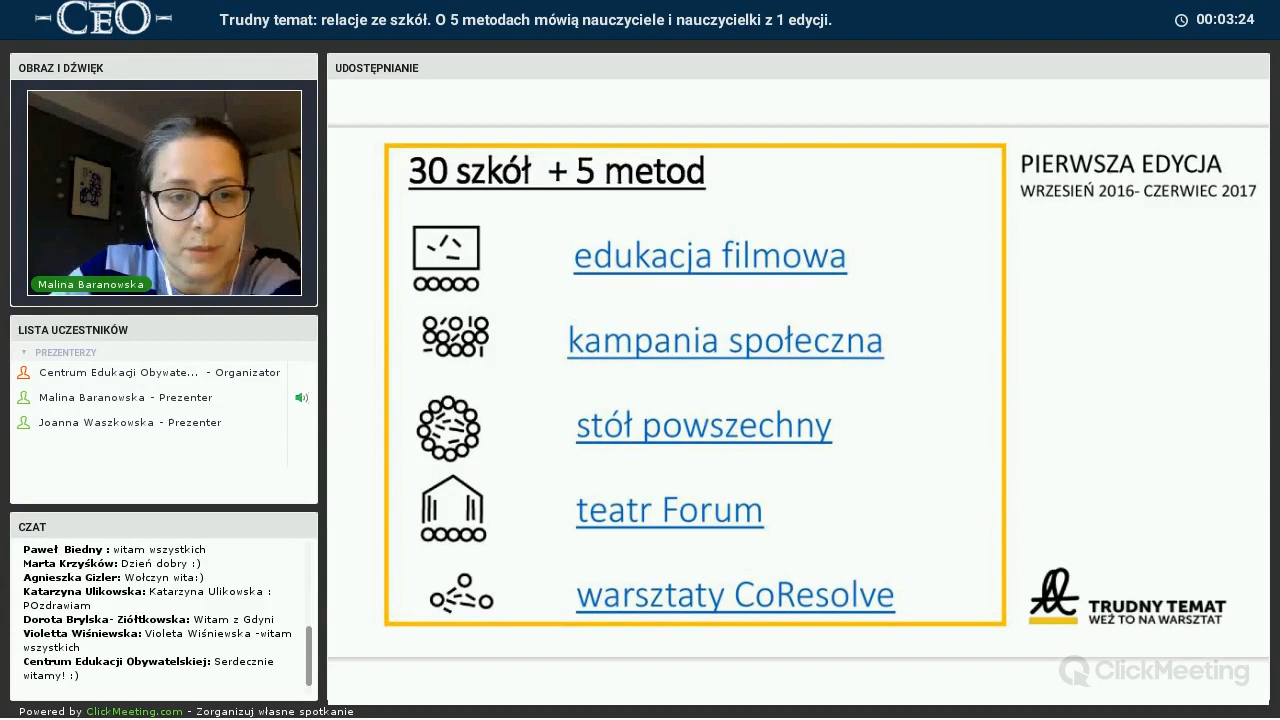 CEO
Trudny temat: relacje ze szkół. O 5 metodach mówią nauczyciele i nauczycielki z 1 edycji.
00:03:24
OBRAZ I DŹWIĘK
Malina Baranowska
LISTA UCZESTNIKÓW
PREZENTERZY
Centrum Edukacji Obywate... - Organizator
Malina Baranowska - Prezenter
Joanna Waszkowska - Prezenter
CZAT
Paweł Biedny : witam wszystkich
Marta Krzyśków: Dzień dobry :)
Agnieszka Gizler: Wołczyn wita:)
Katarzyna Ulikowska: Katarzyna Ulikowska :
POzdrawiam
Dorota Brylska- Ziółtkowska: Witam z Gdyni
Violetta Wiśniewska: Violeta Wiśniewska -witam
wszystkich
Centrum Edukacji Obywatelskiej: Serdecznie
witamy! :)
UDOSTĘPNIANIE
30 szkół + 5 metod
edukacja filmowa
kampania społeczna
stół powszechny
teatr Forum
warsztaty CoResolve
PIERWSZA EDYCJA
WRZESIEŃ 2016- CZERWIEC 2017
TRUDNY TEMAT
WEŹ TO NA WARSZTAT
ClickMeeting
Powered by ClickMeeting.com - Zorganizuj własne spotkanie